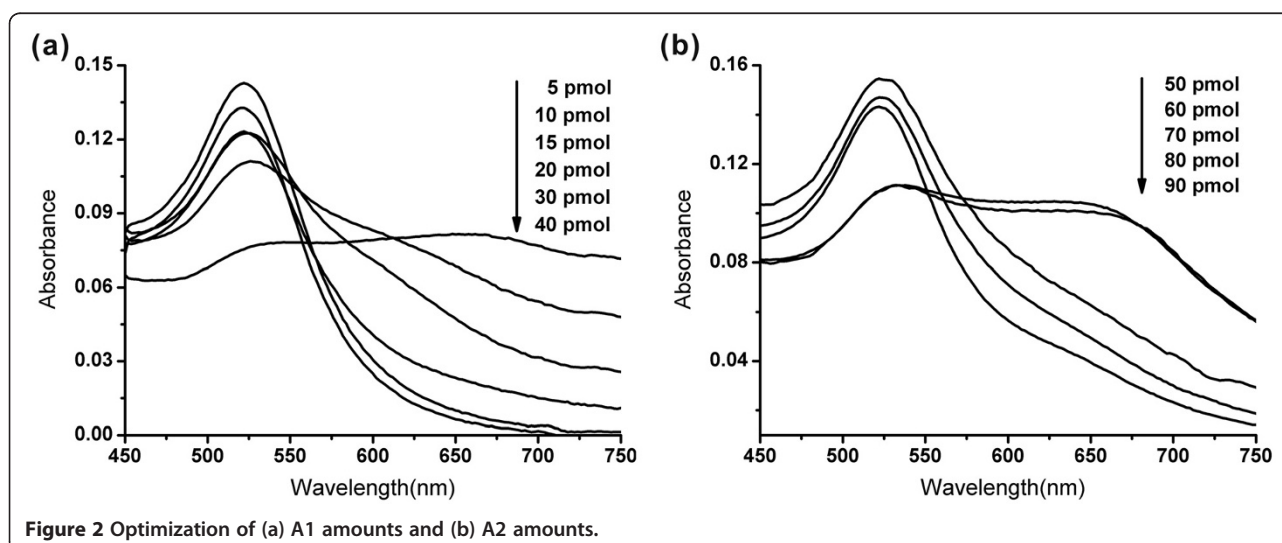 (a)
0.15
0.12
0.09
0.06
0.03
0.00
Absorbance
5 pmol
10 pmol
15 pmol
20 pmol
30 pmol
40 pmol
450 500 550 600 650 700 750
Wavelength(nm)
(b)
0.16
0.12
0.08
0.04
Absorbance
50 pmol
60 pmol
70 pmol
80 pmol
90 pmol
450 500 550 600 650 700 750
Wavelength(nm)
Figure 2 Optimization of (a) A1 amounts and (b) A2 amounts.